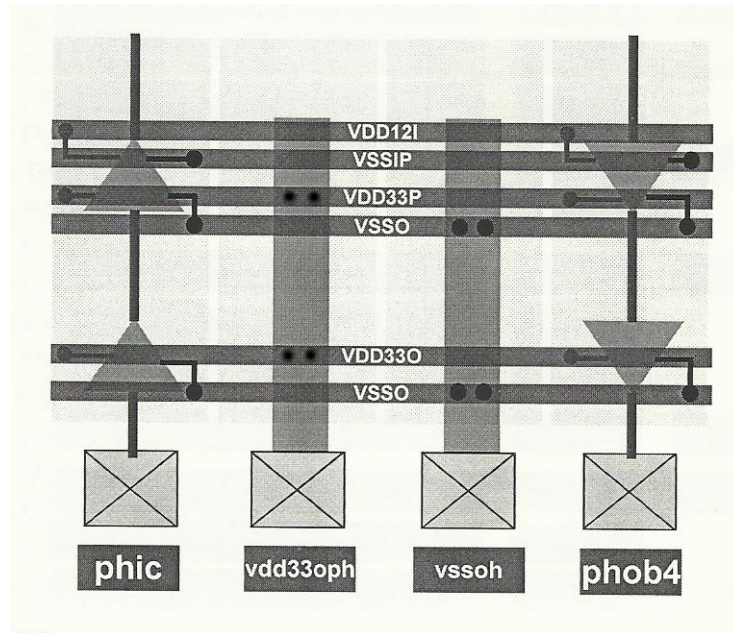 VDD12I
VSSIP
VDD33P
VSSO
VDD33O
VSSO
phic
vdd33oph
vssoh
phob4